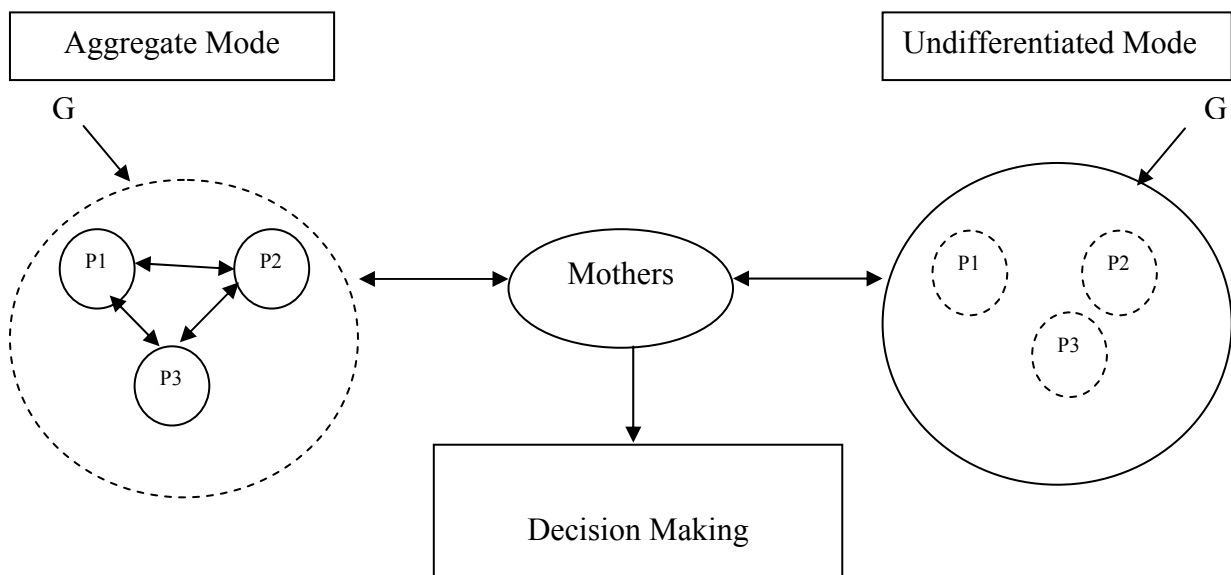 Aggregate Mode
Undifferentiated Mode
G
G
P1
P2
P3
Mothers
P1
P2
P3
Decision Making